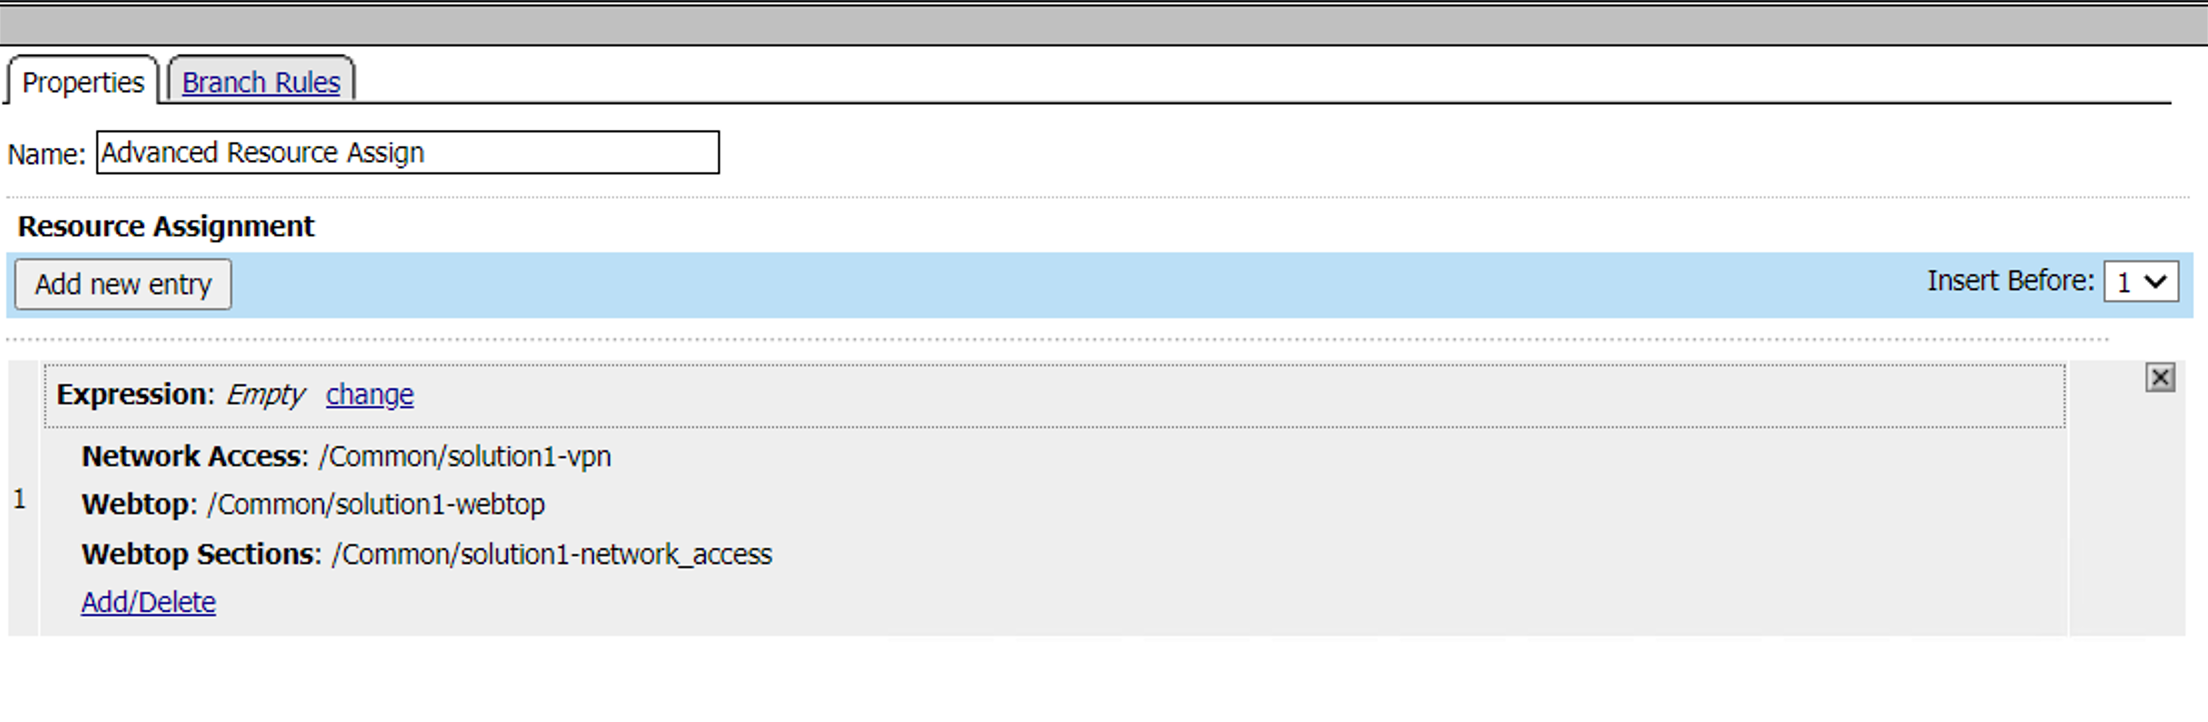 Properties Branch Rules
Name: Advanced Resource Assign
Resource Assignment
Add new entry Insert Before: 1
Expression: Empty change
Network Access: /Common/solution1-vpn
1 Webtop: /Common/solution1-webtop
Webtop Sections: /Common/solution1-network_access
Add/Delete